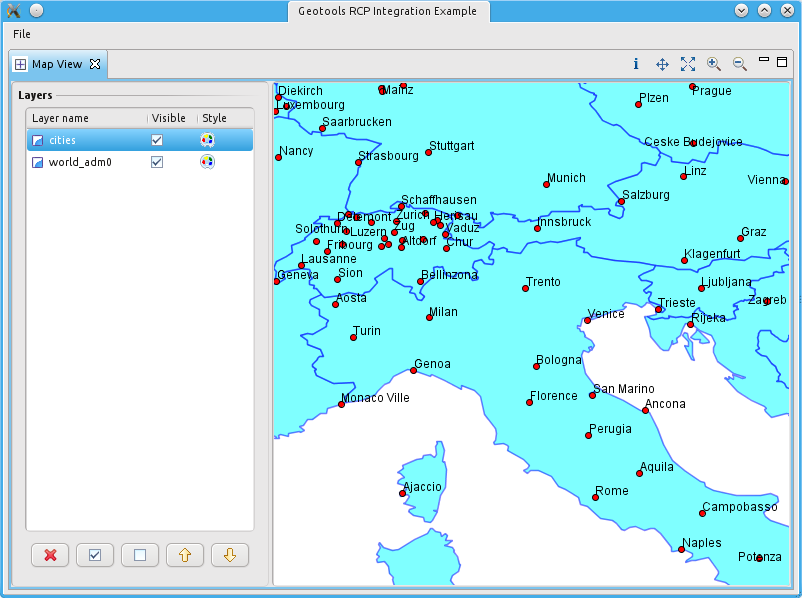 Geotools RCP Integration Example
File
Map View
Layers
Layer name Visible Style
cities
world_adm0
Diekirch
Mainz
Prague
Luxembourg
Plzen
Saarbrucken
Ceske Budejovice
Nancy
Strasbourg
Stuttgart
Munich
Linz
Vienna
Salzburg
Schaffhausen
Delemont
Zurich
Herisau
Innsbruck
Solothurn
Luzern
Zug
Vaduz
Graz
Fribourg
Altdorf
Chur
Klagenfurt
Lausanne
Geneva
Sion
Bellinzona
Trento
Ljubljana
Aosta
Milan
Venice
Trieste
Zagreb
Turin
Rijeka
Genoa
Bologna
Monaco Ville
Florence
San Marino
Ancona
Perugia
Aquila
Ajaccio
Rome
Campobasso
Naples
Potenza